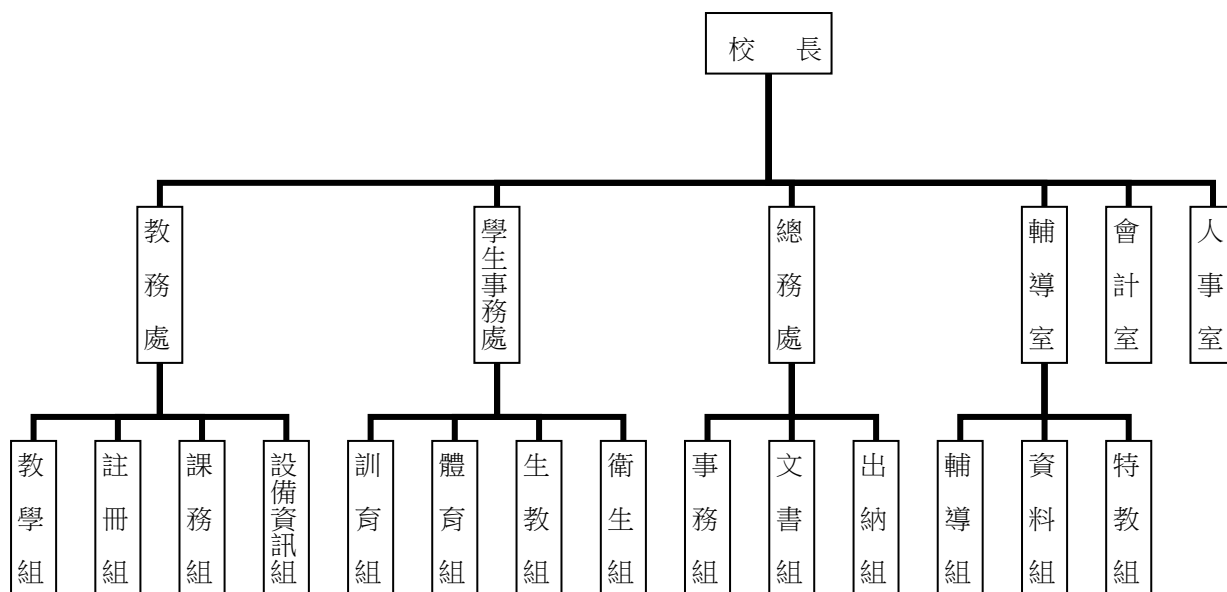 校 長
教務處
學生事務處
總務處
輔導室
會計室
人事室
教學組
註冊組
課務組
設備資訊組
訓育組
體育組
生教組
衛生組
事務組
文書組
出納組
輔導組
資料組
特教組